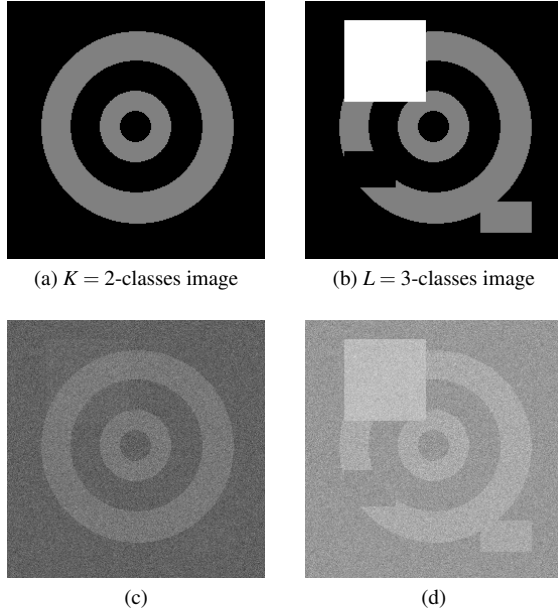 (a) K = 2-classes image
(b) L = 3-classes image
(c)
(d)